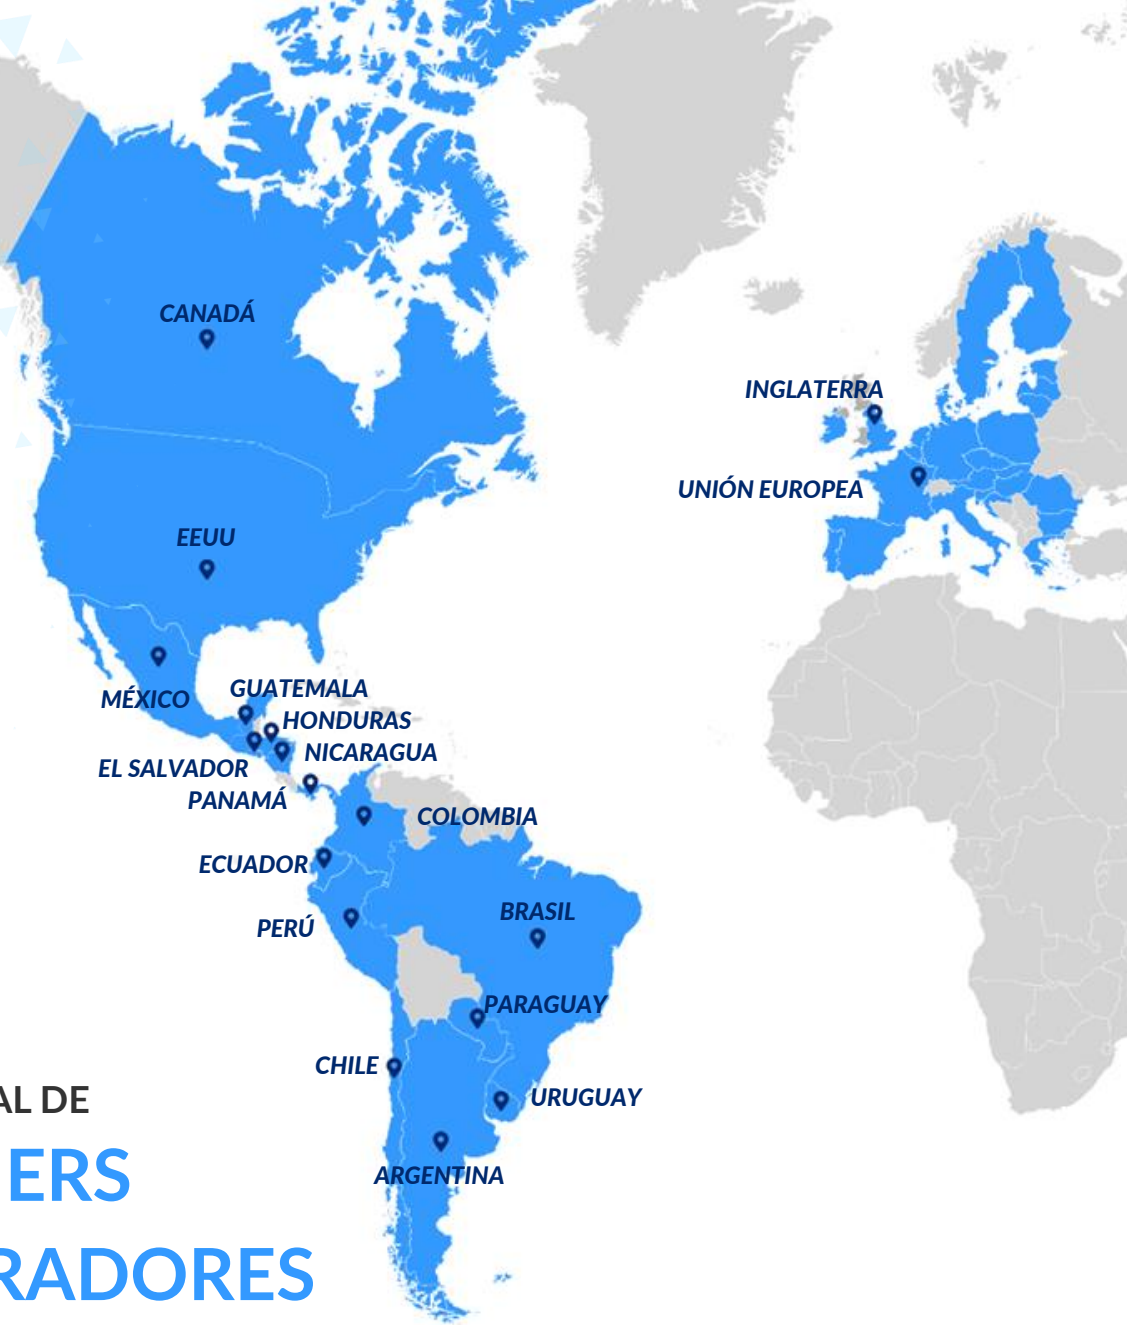 CANADÁ
INGLATERRA
UNIÓN EUROPEA
EEUU
MÉXICO
GUATEMALA
HONDURAS
NICARAGUA
EL SALVADOR
PANAMÁ
COLOMBIA
ECUADOR
BRASIL
PERÚ
PARAGUAY
CHILE
URUGUAY
ARGENTINA
AL DE
ERS
RADORES